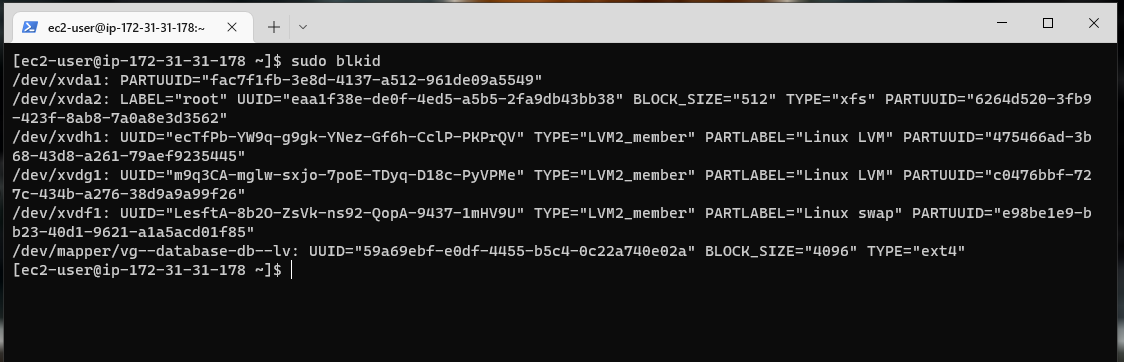 ec2-user@ip-172-31-31-178:~
[ec2-user@ip-172-31-31-178 ~]$ sudo blkid
/dev/xvda1: PARTUUID="fac7f1fb-3e8d-4137-a512-961de09a5549"
/dev/xvda2: LABEL="root" UUID="eaa1f38e-de0f-4ed5-a5b5-2fa9db43bb38" BLOCK_SIZE="512" TYPE="xfs" PARTUUID="6264d520-3fb9
-423f-8ab8-7a0a8e3d3562"
/dev/xvdh1: UUID="ecTfPb-YW9q-g9gk-YNez-Gf6h-CclP-PKPrQV" TYPE="LVM2_member" PARTLABEL="Linux LVM" PARTUUID="475466ad-3b
68-43d8-a261-79aef9235445"
/dev/xvdg1: UUID="m9q3CA-mglw-sxjo-7poE-TDyq-D18c-PyVPMe" TYPE="LVM2_member" PARTLABEL="Linux LVM" PARTUUID="c0476bbf-72
7c-434b-a276-38d9a9a99f26"
/dev/xvdf1: UUID="LesftA-8b2O-ZsVk-ns92-QopA-9437-1mHV9U" TYPE="LVM2_member" PARTLABEL="Linux swap" PARTUUID="e98be1e9-b
b23-40d1-9621-a1a5acd01f85"
/dev/mapper/vg--database-db--lv: UUID="59a69ebf-e0df-4455-b5c4-0c22a740e02a" BLOCK_SIZE="4096" TYPE="ext4"
[ec2-user@ip-172-31-31-178 ~]$